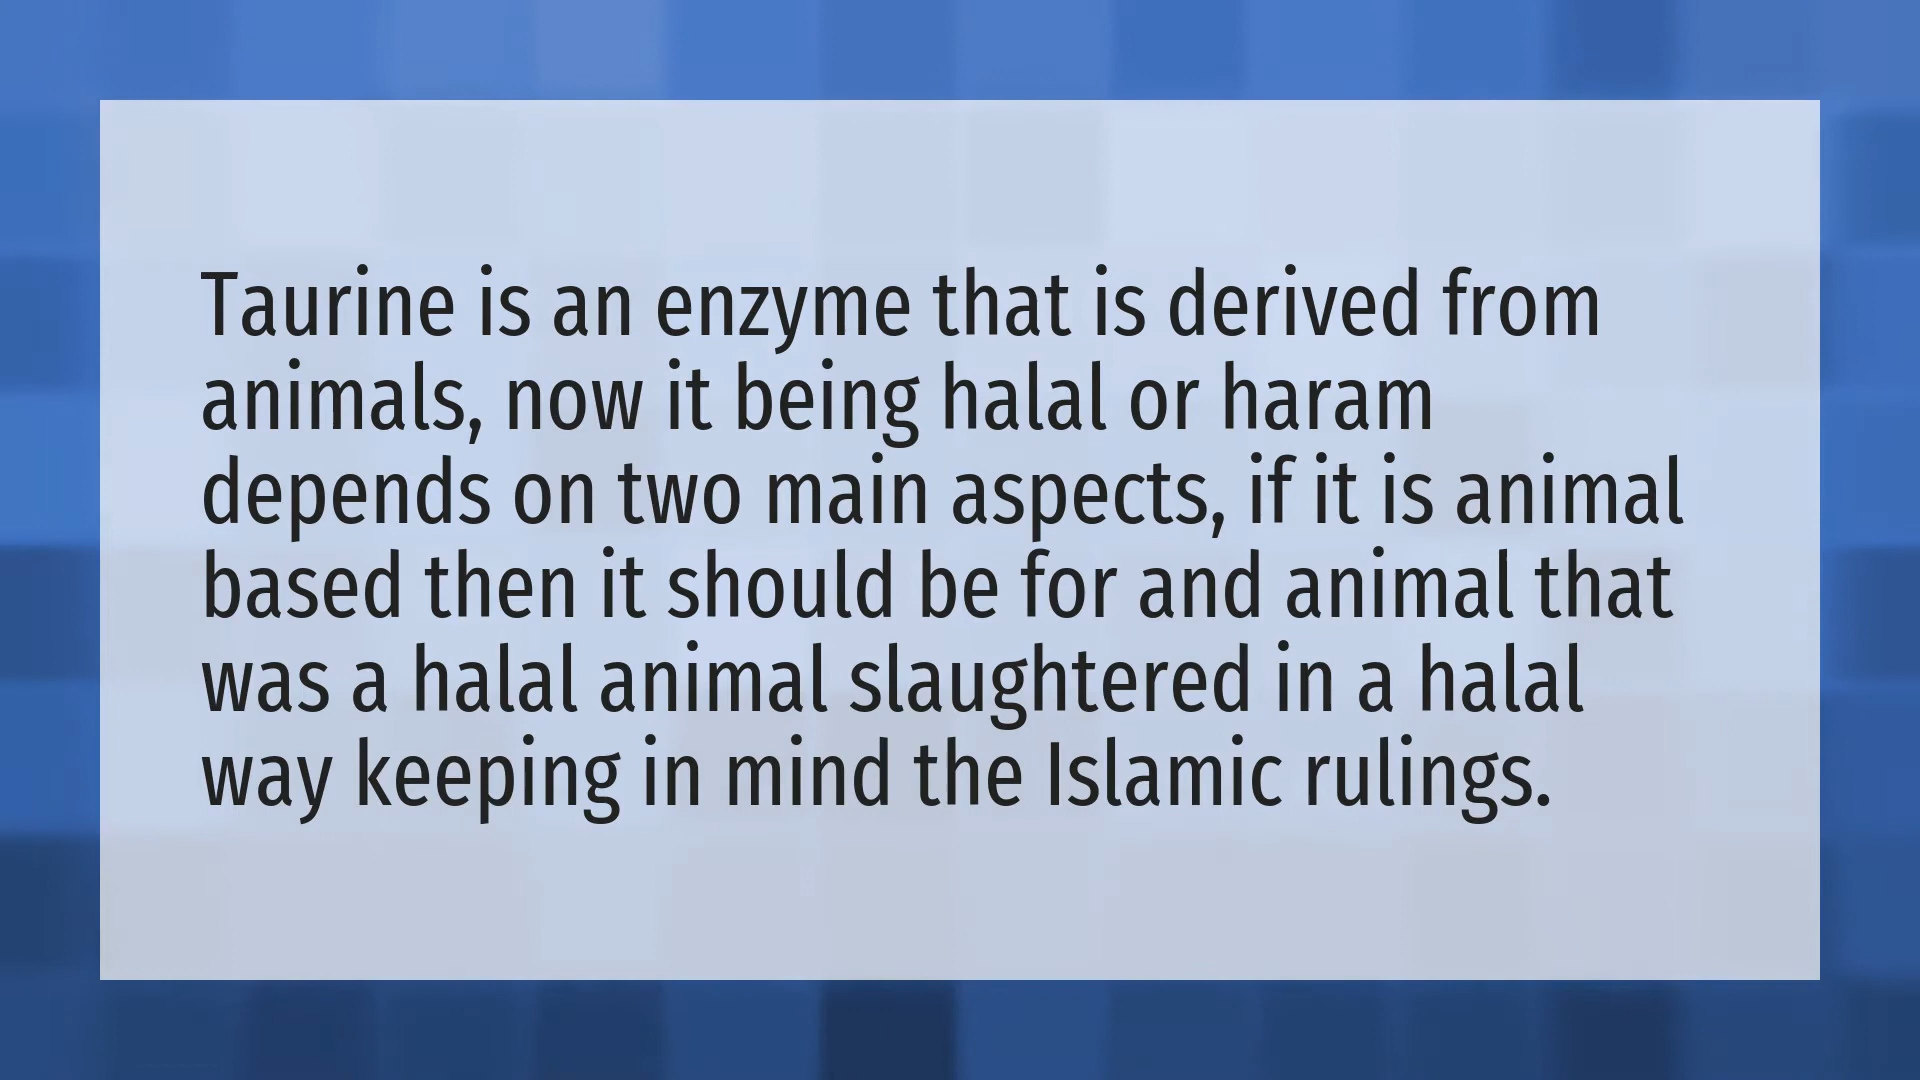 Taurine is an enzyme that is derived from
animals, now it being halal or haram
depends on two main aspects, if it is animal
based then it should be for and animal that
was a halal animal slaughtered in a halal
way keeping in mind the Islamic rulings.